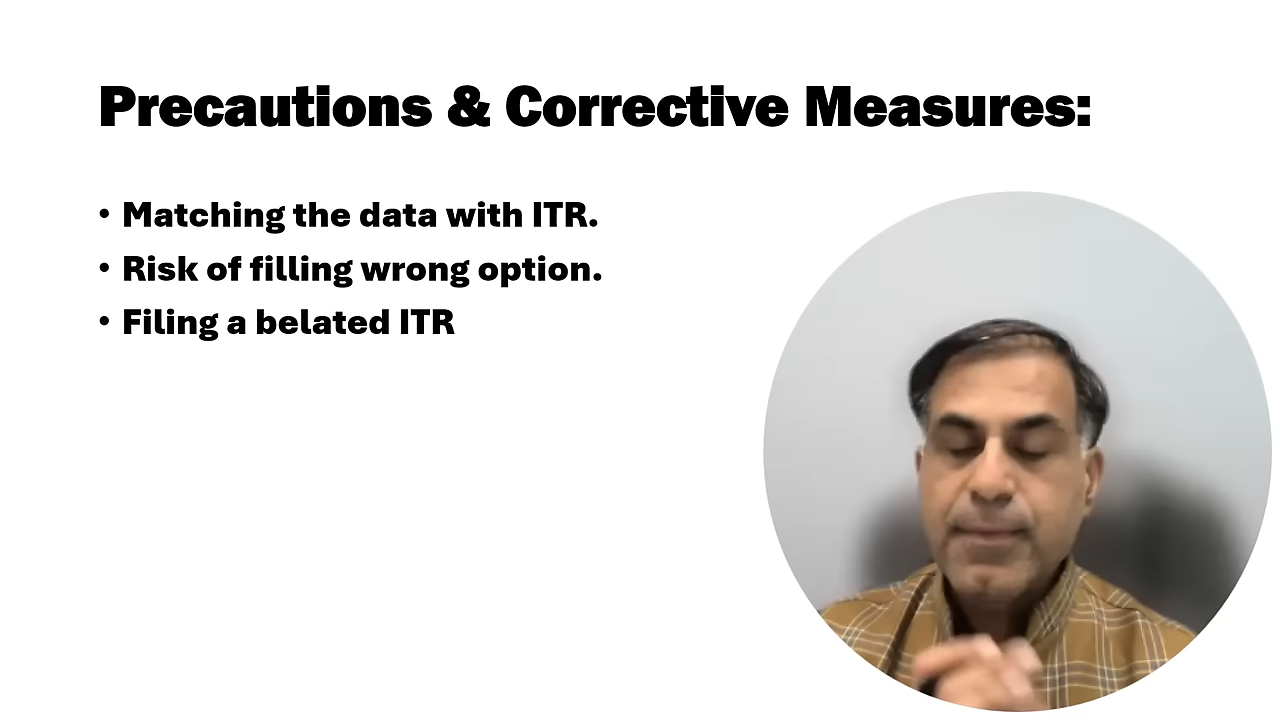 Precautions & Corrective Measures:
• Matching the data with ITR.
• Risk of filling wrong option.
• Filing a belated ITR